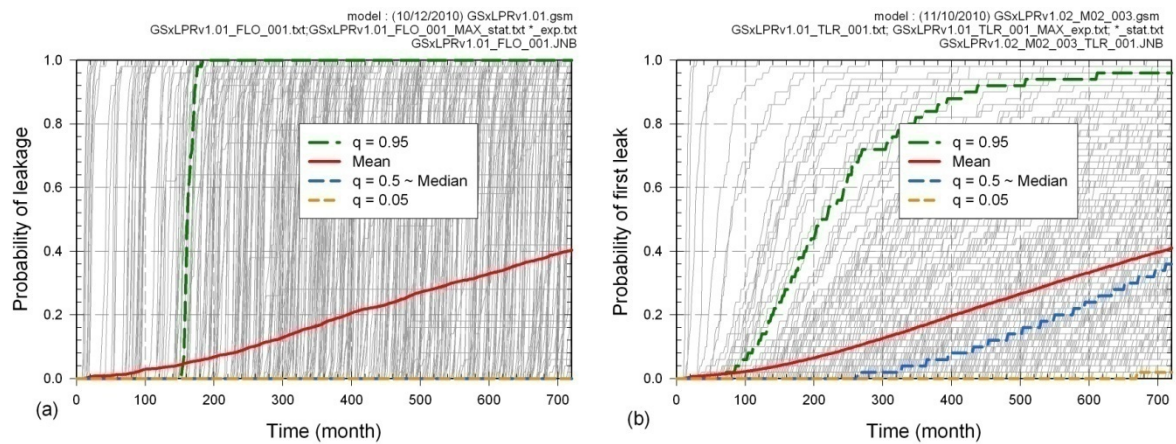 model : (10/12/2010) GSxLPRv1.01.gsm
GSxLPRv1.01_FLO_001.txt;GSxLPRv1.01_FLO_001_MAX_stat.txt *_exp.txt
GSxLPRv1.01_FLO_001.JNB
Probability of leakage
1.0
0.8
0.6
0.4
0.2
0.0
q = 0.95
Mean
q = 0.5 ~ Median
q = 0.05
0 100 200 300 400 500 600 700
(a)
Time (month)
model : (11/10/2010) GSxLPRv1.02_M02_003.gsm
GSxLPRv1.01_TLR_001.txt; GSxLPRv1.01_TLR_001_MAX_exp.txt; *_stat.txt
GSxLPRv1.02_M02_003_TLR_001.JNB
Probability of first leak
1.0
0.8
0.6
0.4
0.2
0.0
q = 0.95
Mean
q = 0.5 ~ Median
q = 0.05
0 100 200 300 400 500 600 700
(b)
Time (month)